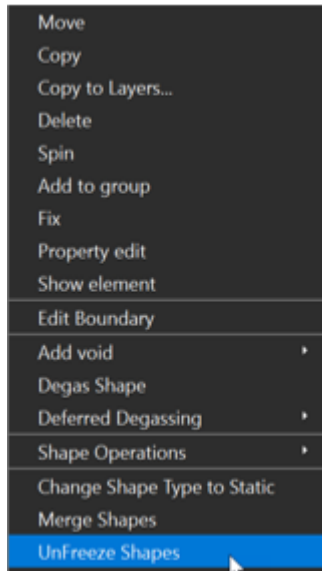 Move
Copy
Copy to Layers...
Delete
Spin
Add to group
Fix
Property edit
Show element
Edit Boundary
Add void
Degas Shape
Deferred Degassing
Shape Operations
Change Shape Type to Static
Merge Shapes
UnFreeze Shapes